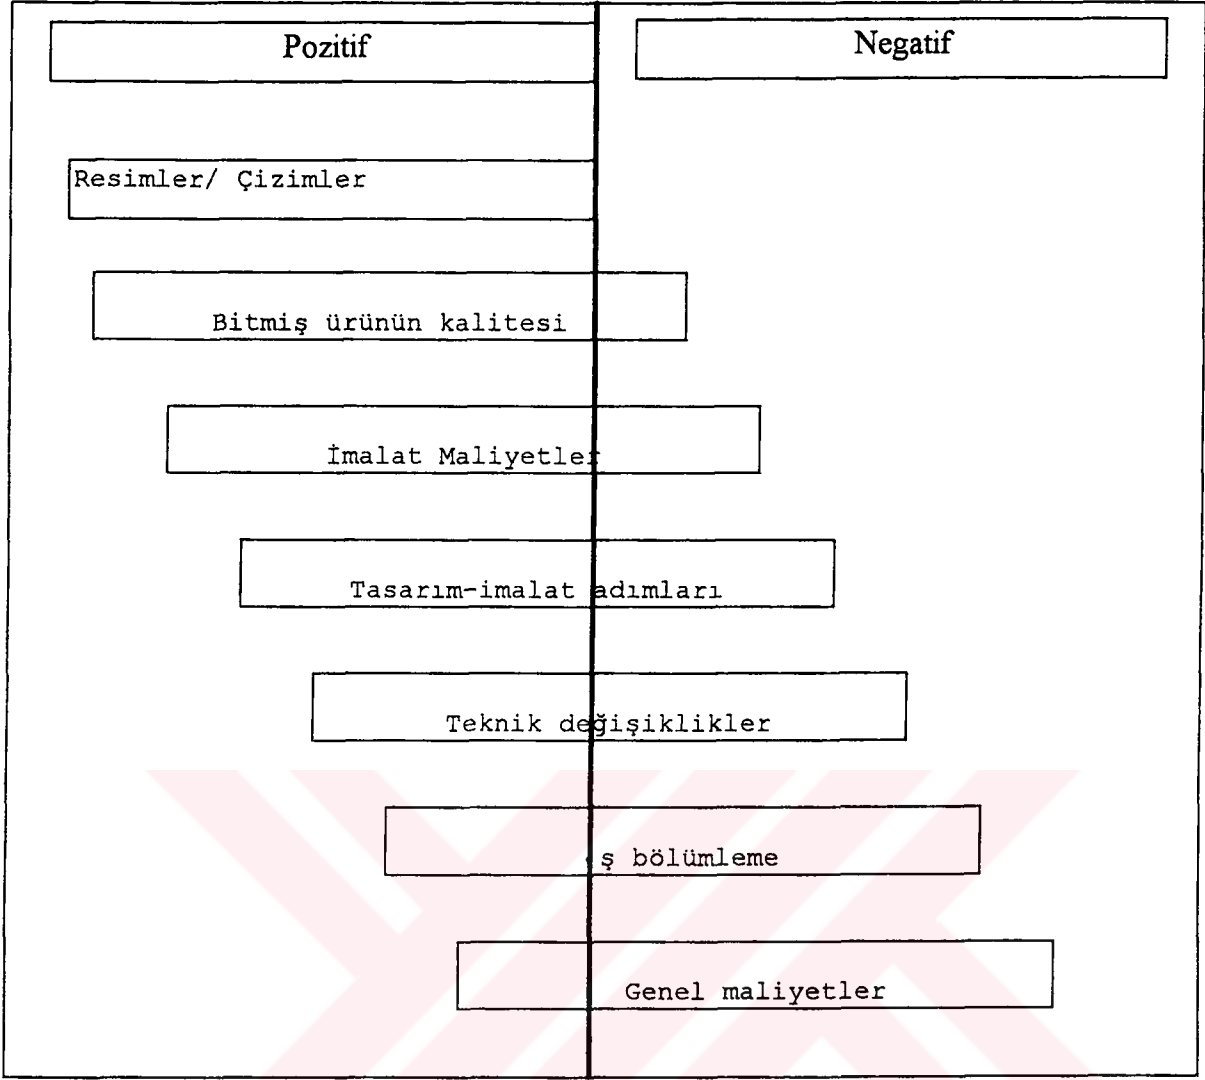 Pozitif
Negatif
Resimler/ Çizimler
Bitmiş ürünün kalitesi
İmalat Maliyetler
Tasarım-imalat adımları
Teknik değişiklikler
ş bölümleme
Genel maliyetler